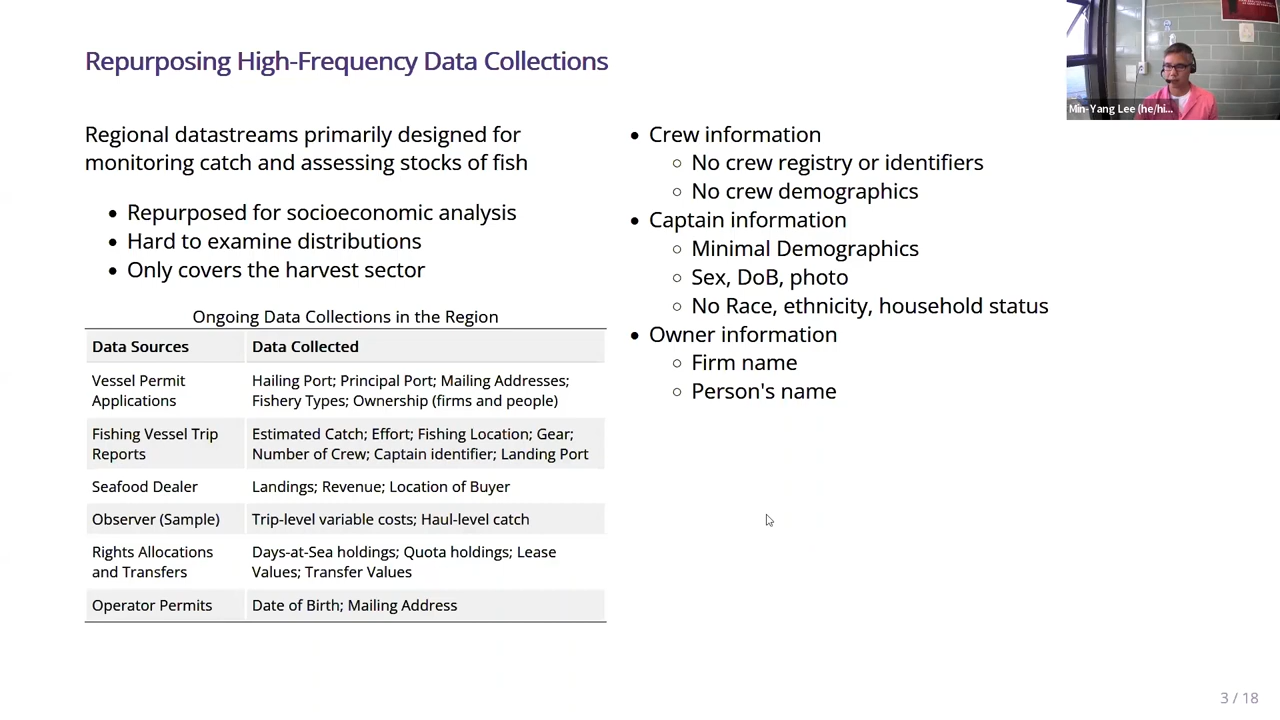 Repurposing High-Frequency Data Collections
Min-Yang Lee (he/hi...
Regional datastreams primarily designed for
monitoring catch and assessing stocks of fish
• Repurposed for socioeconomic analysis
• Hard to examine distributions
• Only covers the harvest sector
Ongoing Data Collections in the Region
Data Sources Data Collected
Vessel Permit Applications Hailing Port; Principal Port; Mailing Addresses;
Fishery Types; Ownership (firms and people)
Fishing Vessel Trip Reports Estimated Catch; Effort; Fishing Location; Gear;
Number of Crew; Captain identifier; Landing Port
Seafood Dealer Landings; Revenue; Location of Buyer
Observer (Sample) Trip-level variable costs; Haul-level catch
Rights Allocations and Transfers Days-at-Sea holdings; Quota holdings; Lease
Values; Transfer Values
Operator Permits Date of Birth; Mailing Address
• Crew information
○ No crew registry or identifiers
○ No crew demographics
• Captain information
○ Minimal Demographics
○ Sex, DoB, photo
○ No Race, ethnicity, household status
• Owner information
○ Firm name
○ Person's name
3 / 18